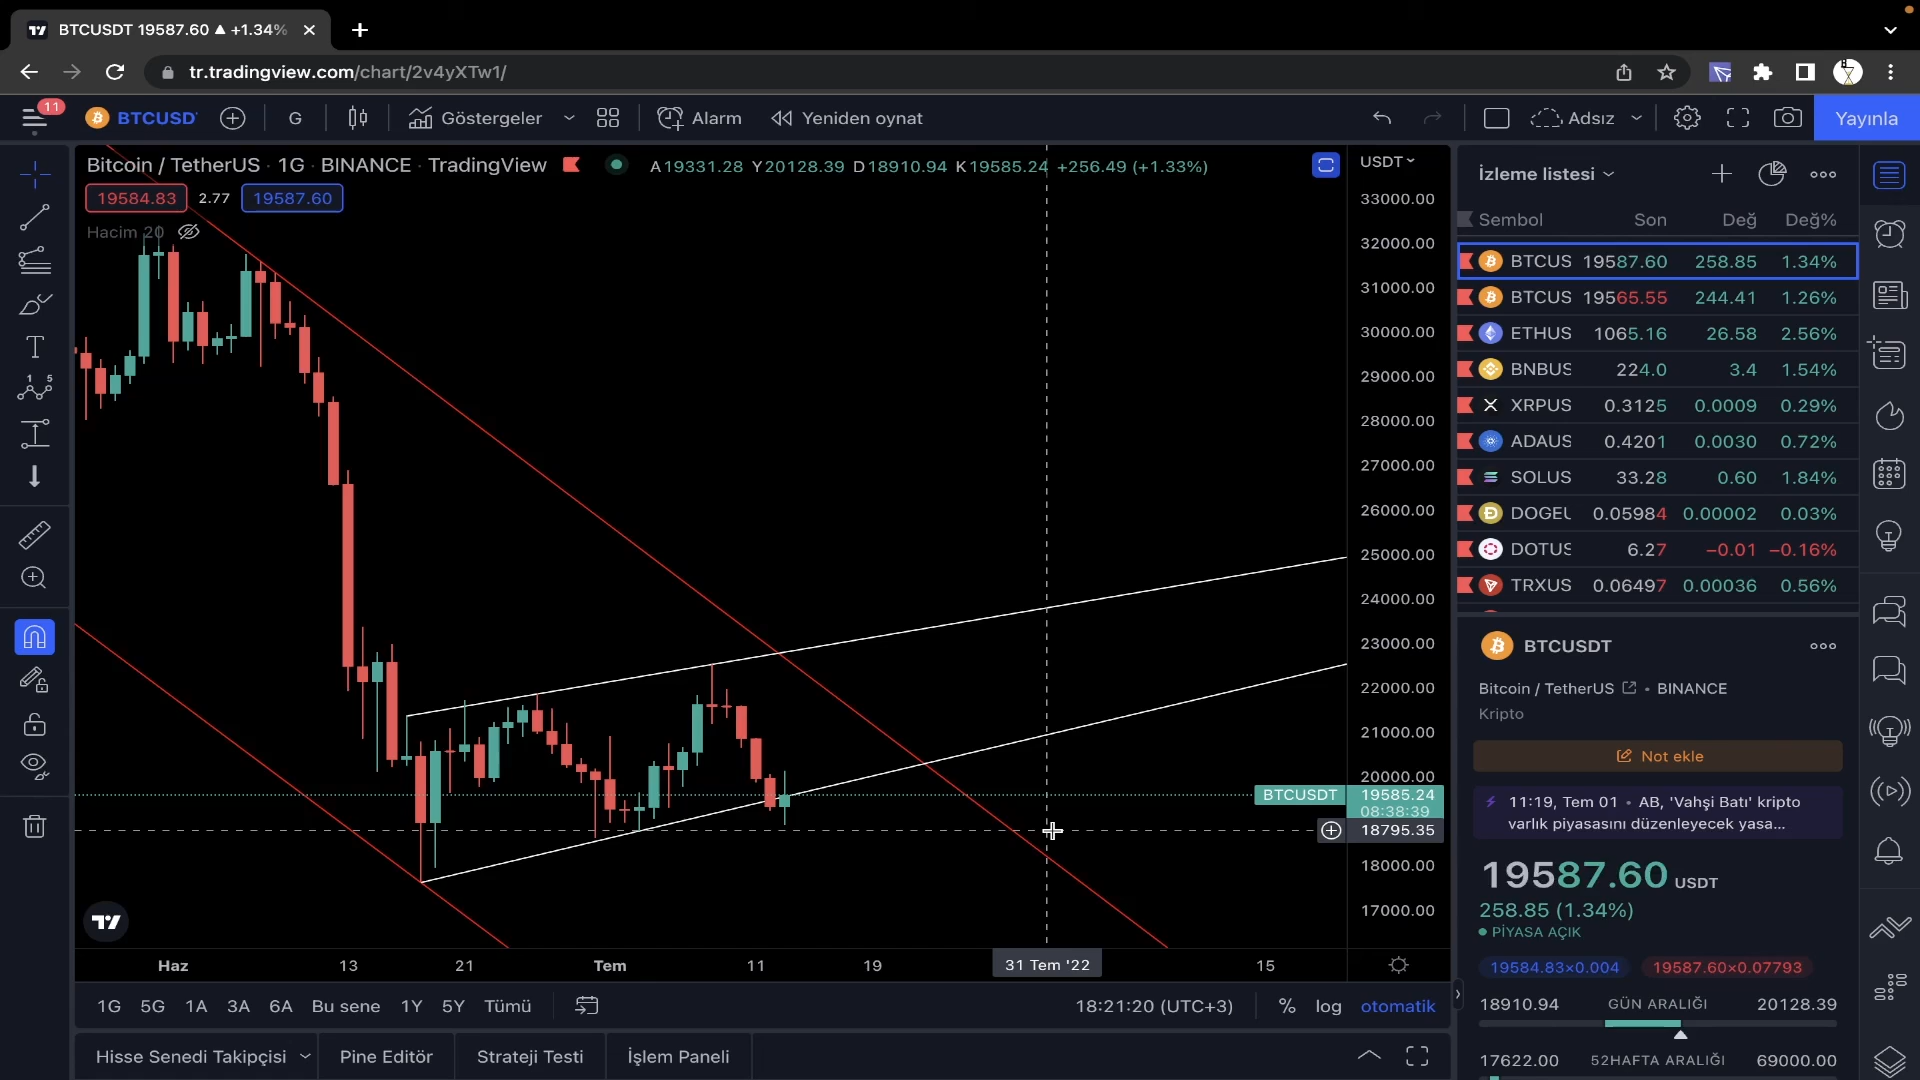 BTCUSDT 19587.60 ▲ +1.34%
tr.tradingview.com/chart/2v4yXTw1/
11
BTCUSD
G
Göstergeler
Alarm
Yeniden oynat
Adsız
Yayınla
Bitcoin / TetherUS · 1G · BINANCE · TradingView
A19331.28 Y20128.39 D18910.94 K19585.24 +256.49 (+1.33%)
19584.83 2.77 19587.60
Hacim 20
USDT
33000.00
32000.00
31000.00
30000.00
29000.00
28000.00
27000.00
26000.00
25000.00
24000.00
23000.00
22000.00
21000.00
20000.00
BTCUSDT 19585.24
08:38:39
18795.35
18000.00
17000.00
Haz 13 21 Tem 11 19 31 Tem '22 15
1G 5G 1A 3A 6A Bu sene 1Y 5Y Tümü
18:21:20 (UTC+3) % log otomatik
Hisse Senedi Takipçisi Pine Editör Strateji Testi İşlem Paneli
İzleme listesi
Sembol Son Değ Değ%
BTCUS 19587.60 258.85 1.34%
BTCUS 19565.55 244.41 1.26%
ETHUS 1065.16 26.58 2.56%
BNBUS 224.0 3.4 1.54%
XRPUS 0.3125 0.0009 0.29%
ADAUS 0.4201 0.0030 0.72%
SOLUS 33.28 0.60 1.84%
DOGEU 0.05984 0.00002 0.03%
DOTUS 6.27 −0.01 −0.16%
TRXUS 0.06497 0.00036 0.56%
BTCUSDT
Bitcoin / TetherUS • BINANCE
Kripto
Not ekle
11:19, Tem 01 • AB, 'Vahşi Batı' kripto
varlık piyasasını düzenleyecek yasa...
19587.60 USDT
258.85 (1.34%)
PİYASA AÇIK
19584.83×0.004 19587.60×0.07793
18910.94 GÜN ARALIĞI 20128.39
17622.00 52HAFTA ARALIĞI 69000.00